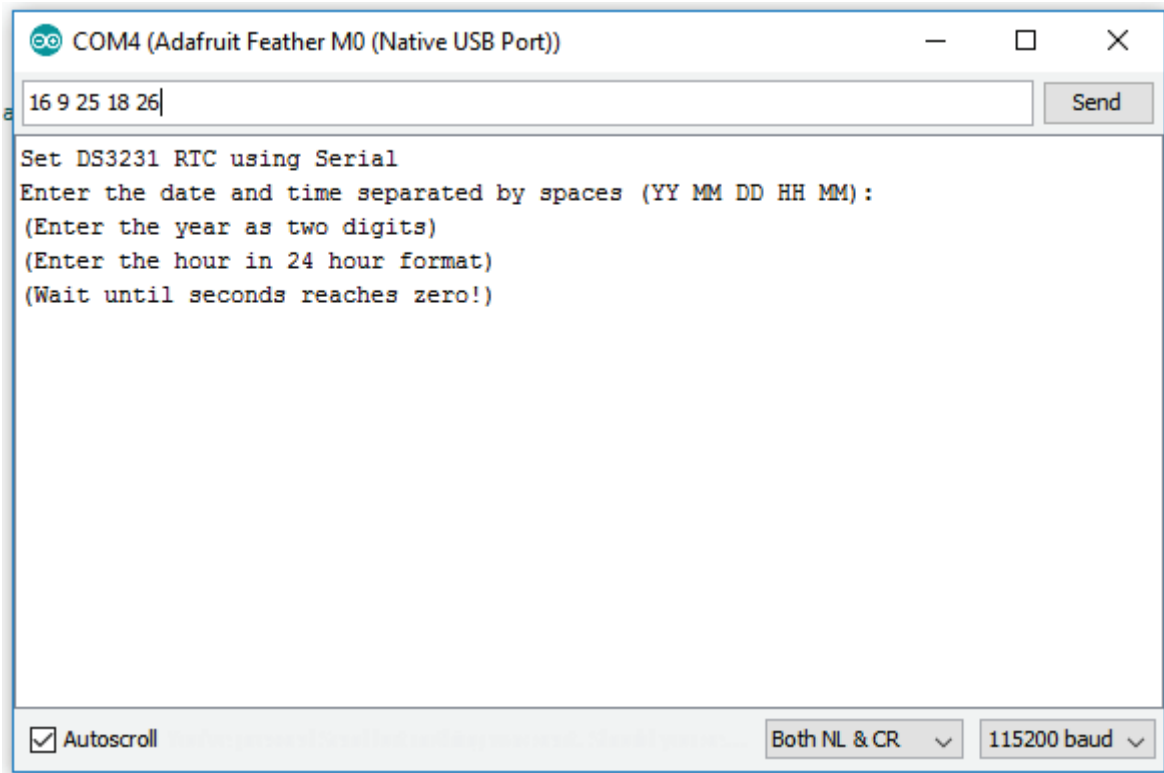 COM4 (Adafruit Feather M0 (Native USB Port))
16 9 25 18 26
Send
Set DS3231 RTC using Serial
Enter the date and time separated by spaces (YY MM DD HH MM):
(Enter the year as two digits)
(Enter the hour in 24 hour format)
(Wait until seconds reaches zero!)
Autoscroll
Both NL & CR
115200 baud